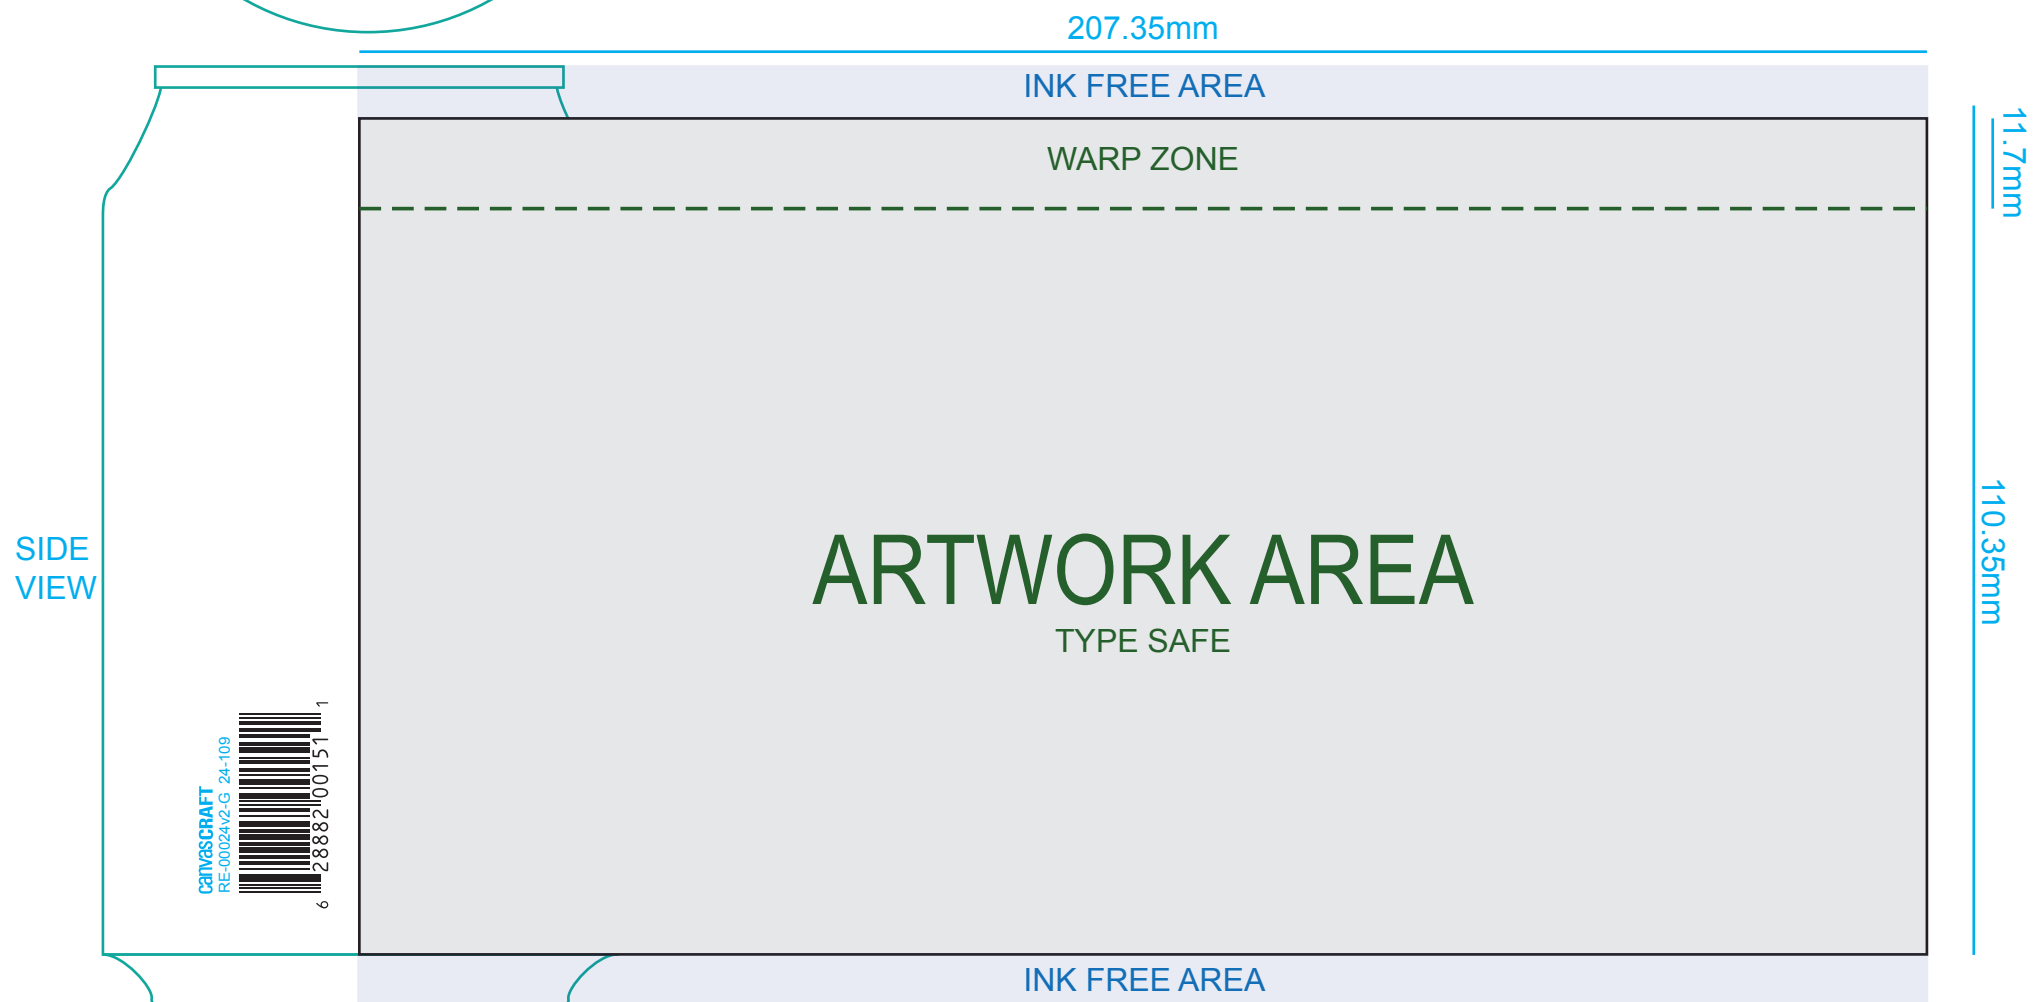 207.35mm
INK FREE AREA
WARP ZONE
11.7mm
ARTWORK AREA
TYPE SAFE
110.35mm
SIDE
VIEW
canvasCRAFT
RE-000024v2-G 24-109
6 28882 00151 1
INK FREE AREA